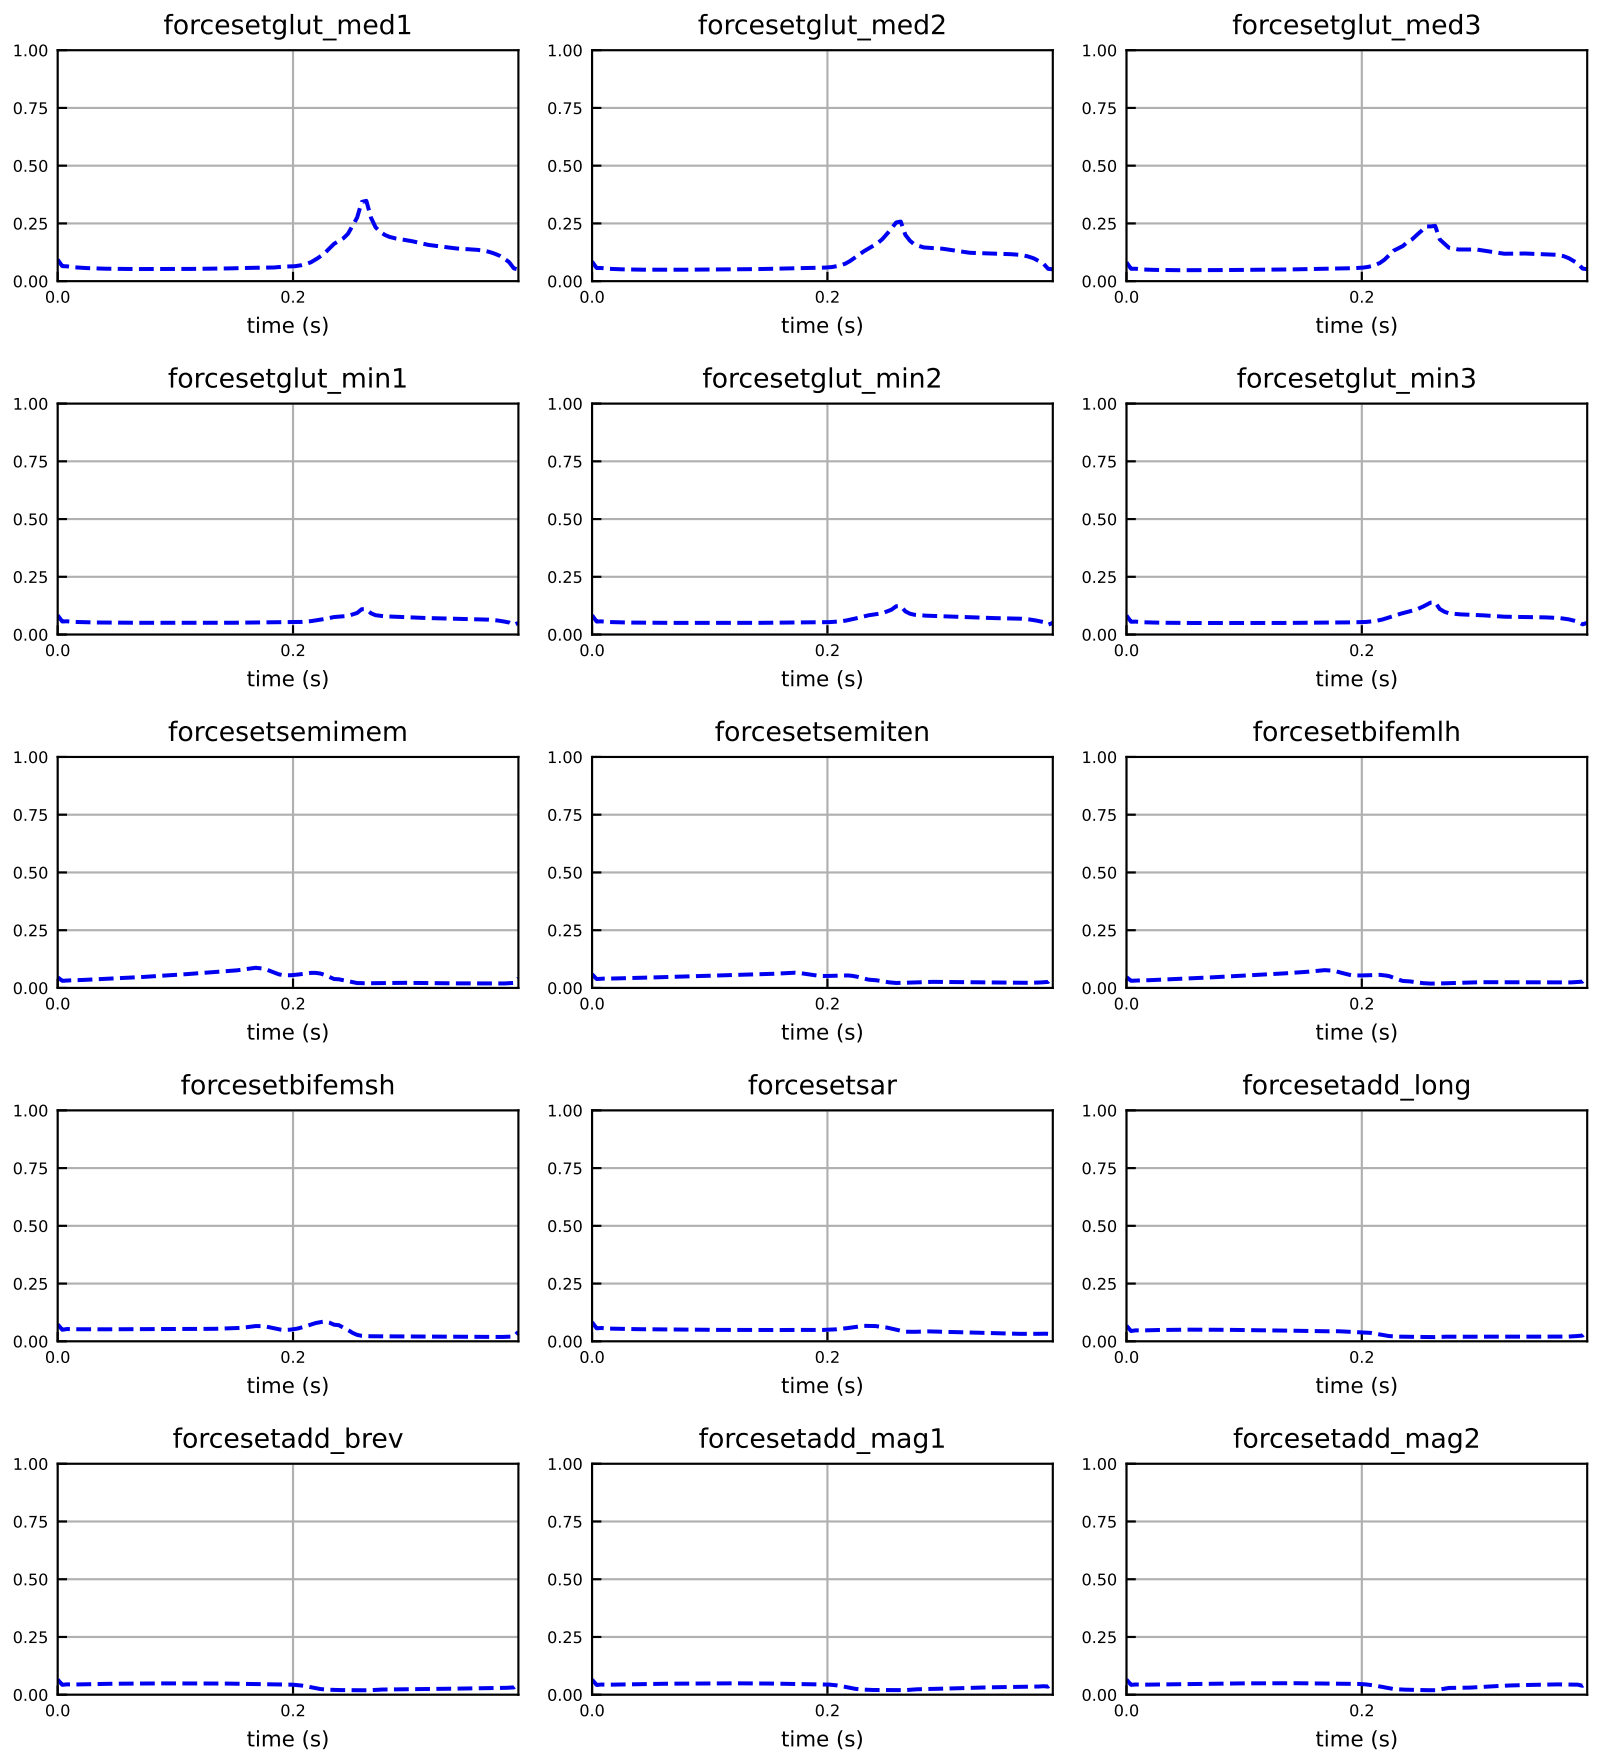 forcesetglut_med1 forcesetglut_med2 forcesetglut_med3
1.00 1.00 1.00
0.75 0.75 0.75
0.50 0.50 0.50
0.25 0.25 0.25
0.00 0.00 0.00
0.0 0.2 0.0 0.2 0.0 0.2
time (s) time (s) time (s)
forcesetglut_min1 forcesetglut_min2 forcesetglut_min3
1.00 1.00 1.00
0.75 0.75 0.75
0.50 0.50 0.50
0.25 0.25 0.25
0.00 0.00 0.00
0.0 0.2 0.0 0.2 0.0 0.2
time (s) time (s) time (s)
forcesetsemimem forcesetsemiten forcesetbifemlh
1.00 1.00 1.00
0.75 0.75 0.75
0.50 0.50 0.50
0.25 0.25 0.25
0.00 0.00 0.00
0.0 0.2 0.0 0.2 0.0 0.2
time (s) time (s) time (s)
forcesetbifemsh forcesetsar forcesetadd_long
1.00 1.00 1.00
0.75 0.75 0.75
0.50 0.50 0.50
0.25 0.25 0.25
0.00 0.00 0.00
0.0 0.2 0.0 0.2 0.0 0.2
time (s) time (s) time (s)
forcesetadd_brev forcesetadd_mag1 forcesetadd_mag2
1.00 1.00 1.00
0.75 0.75 0.75
0.50 0.50 0.50
0.25 0.25 0.25
0.00 0.00 0.00
0.0 0.2 0.0 0.2 0.0 0.2
time (s) time (s) time (s)